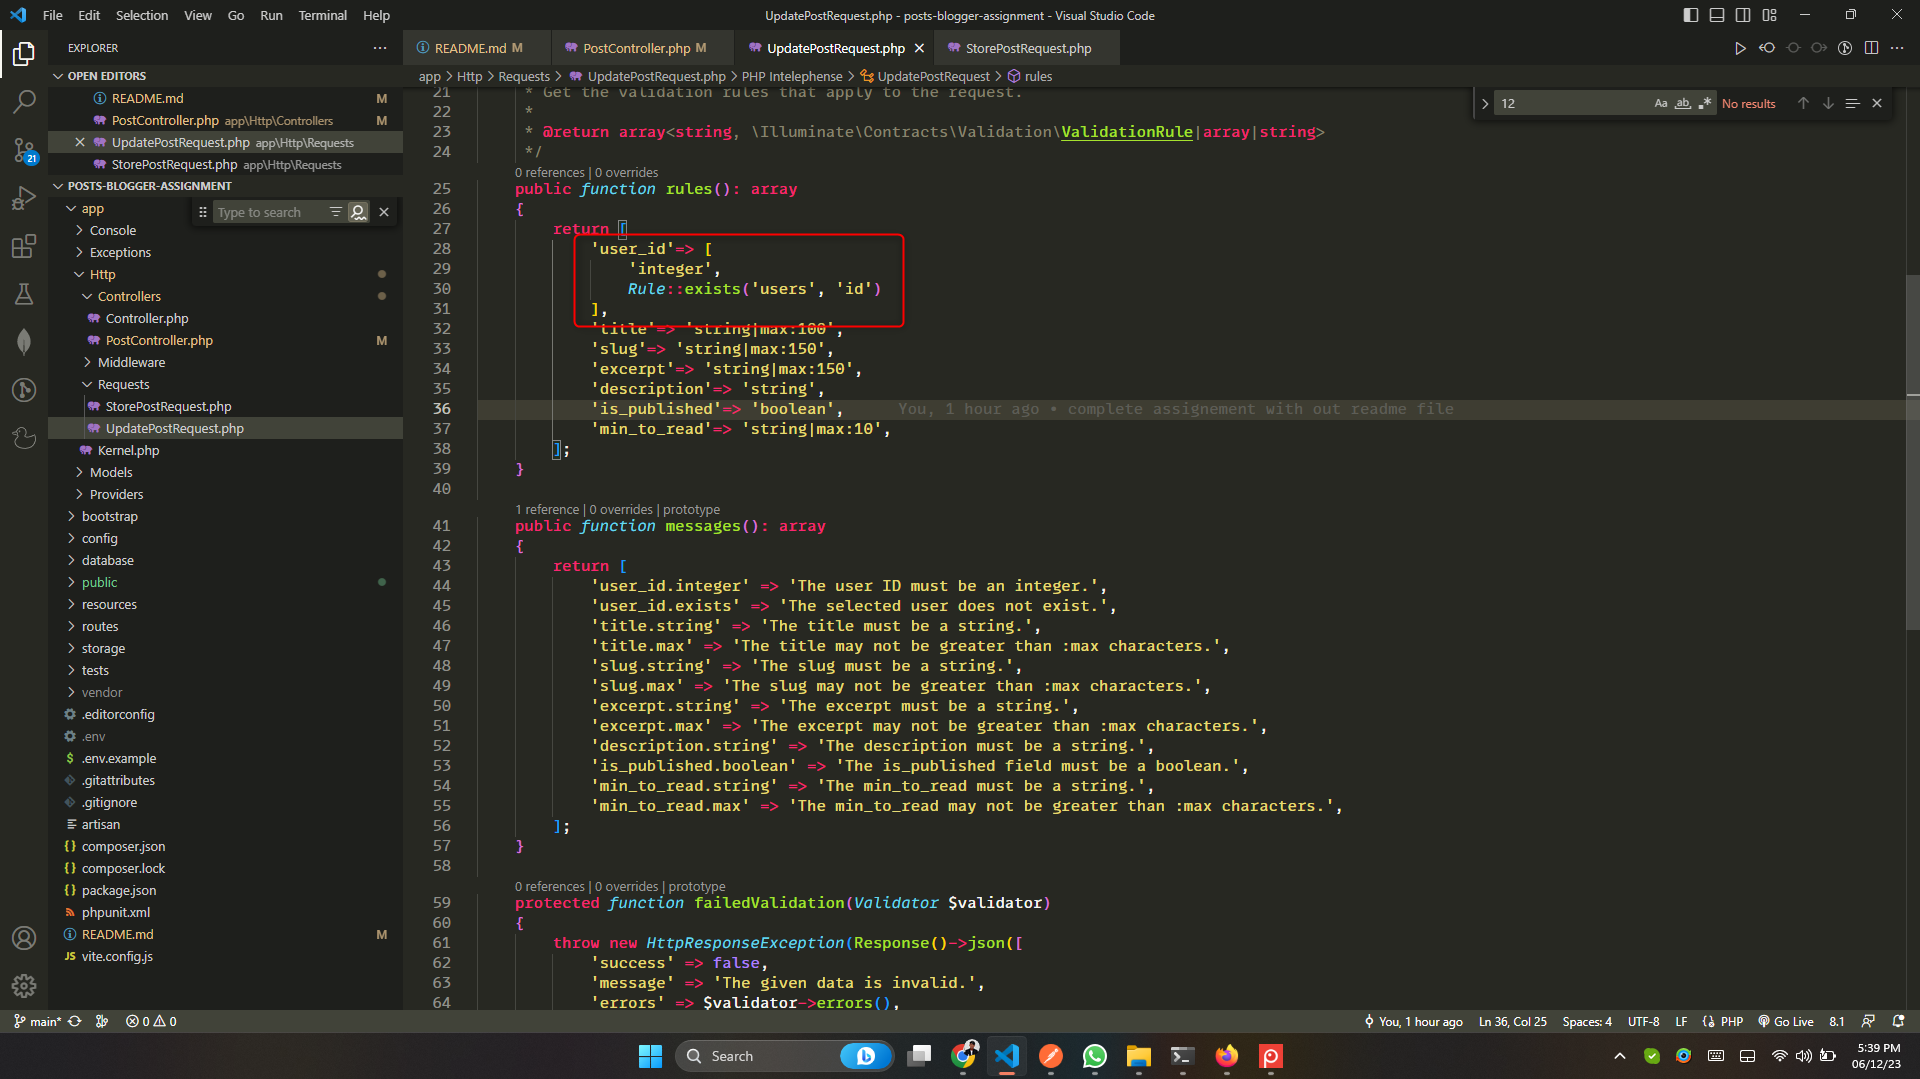 File Edit Selection View Go Run Terminal Help
UpdatePostRequest.php - posts-blogger-assignment - Visual Studio Code
EXPLORER
OPEN EDITORS
README.md M
PostController.php app\Http\Controllers M
UpdatePostRequest.php app\Http\Requests
StorePostRequest.php app\Http\Requests
POSTS-BLOGGER-ASSIGNMENT
app
Type to search
Console
Exceptions
Http
Controllers
Controller.php
PostController.php M
Middleware
Requests
StorePostRequest.php
UpdatePostRequest.php
Kernel.php
Models
Providers
bootstrap
config
database
public
resources
routes
storage
tests
vendor
.editorconfig
.env
.env.example
.gitattributes
.gitignore
artisan
composer.json
composer.lock
package.json
phpunit.xml
README.md M
vite.config.js
21
README.md M PostController.php M UpdatePostRequest.php StorePostRequest.php
app > Http > Requests > UpdatePostRequest.php > PHP Intelephense > UpdatePostRequest > rules
12 Aa ab No results
21 * Get the validation rules that apply to the request.
22 *
23 * @return array<string, \Illuminate\Contracts\Validation\ValidationRule|array|string>
24 */
0 references | 0 overrides
25 public function rules(): array
26 {
27 return [
28 'user_id'=> [
29 'integer',
30 Rule::exists('users', 'id')
31 ],
32 'title'=> 'string|max:100',
33 'slug'=> 'string|max:150',
34 'excerpt'=> 'string|max:150',
35 'description'=> 'string',
36 'is_published'=> 'boolean', You, 1 hour ago • complete assignement with out readme file
37 'min_to_read'=> 'string|max:10',
38 ];
39 }
40
1 reference | 0 overrides | prototype
41 public function messages(): array
42 {
43 return [
44 'user_id.integer' => 'The user ID must be an integer.',
45 'user_id.exists' => 'The selected user does not exist.',
46 'title.string' => 'The title must be a string.',
47 'title.max' => 'The title may not be greater than :max characters.',
48 'slug.string' => 'The slug must be a string.',
49 'slug.max' => 'The slug may not be greater than :max characters.',
50 'excerpt.string' => 'The excerpt must be a string.',
51 'excerpt.max' => 'The excerpt may not be greater than :max characters.',
52 'description.string' => 'The description must be a string.',
53 'is_published.boolean' => 'The is_published field must be a boolean.',
54 'min_to_read.string' => 'The min_to_read must be a string.',
55 'min_to_read.max' => 'The min_to_read may not be greater than :max characters.',
56 ];
57 }
58
0 references | 0 overrides | prototype
59 protected function failedValidation(Validator $validator)
60 {
61 throw new HttpResponseException(Response()->json([
62 'success' => false,
63 'message' => 'The given data is invalid.',
64 'errors' => $validator->errors(),
main* 0 0 You, 1 hour ago Ln 36, Col 25 Spaces: 4 UTF-8 LF PHP Go Live 8.1
Search
5:39 PM
06/12/23